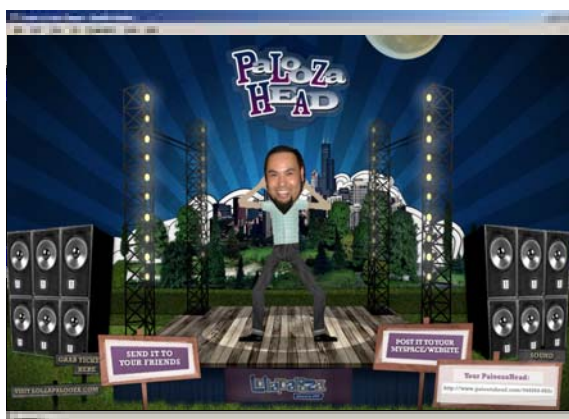 PaLOOZa
HEAD
SEND IT TO
YOUR FRIENDS
POST IT TO YOUR
MYSPACE/WEBSITE
GRAB TICKETS
HERE
SOUND
VISIT LOLLAPALOOZA.COM
Your PaloozaHead:
lollapalooza